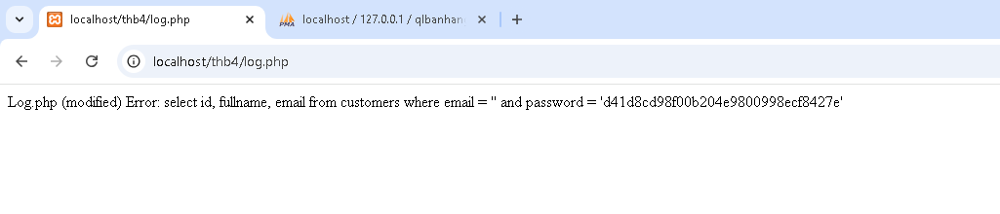 localhost/thb4/log.php
localhost / 127.0.0.1 / qlbanhan
localhost/thb4/log.php
Log.php (modified) Error: select id, fullname, email from customers where email = '' and password = 'd41d8cd98f00b204e9800998ecf8427e'